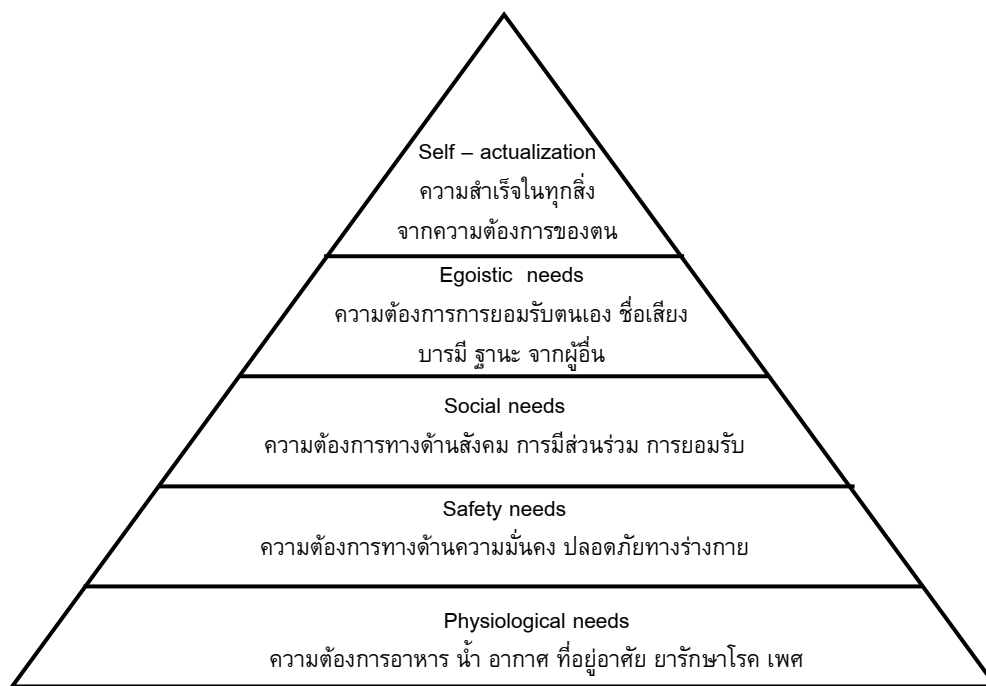 Self – actualization
ความสำเร็จในทุกสิ่ง
จากความต้องการของตน
Egoistic needs
ความต้องการการยอมรับตนเอง ชื่อเสียง
บารมี ฐานะ จากผู้อื่น
Social needs
ความต้องการทางด้านสังคม การมีส่วนร่วม การยอมรับ
Safety needs
ความต้องการทางด้านความมั่นคง ปลอดภัยทางร่างกาย
Physiological needs
ความต้องการอาหาร น้ำ อากาศ ที่อยู่อาศัย ยารักษาโรค เพศ